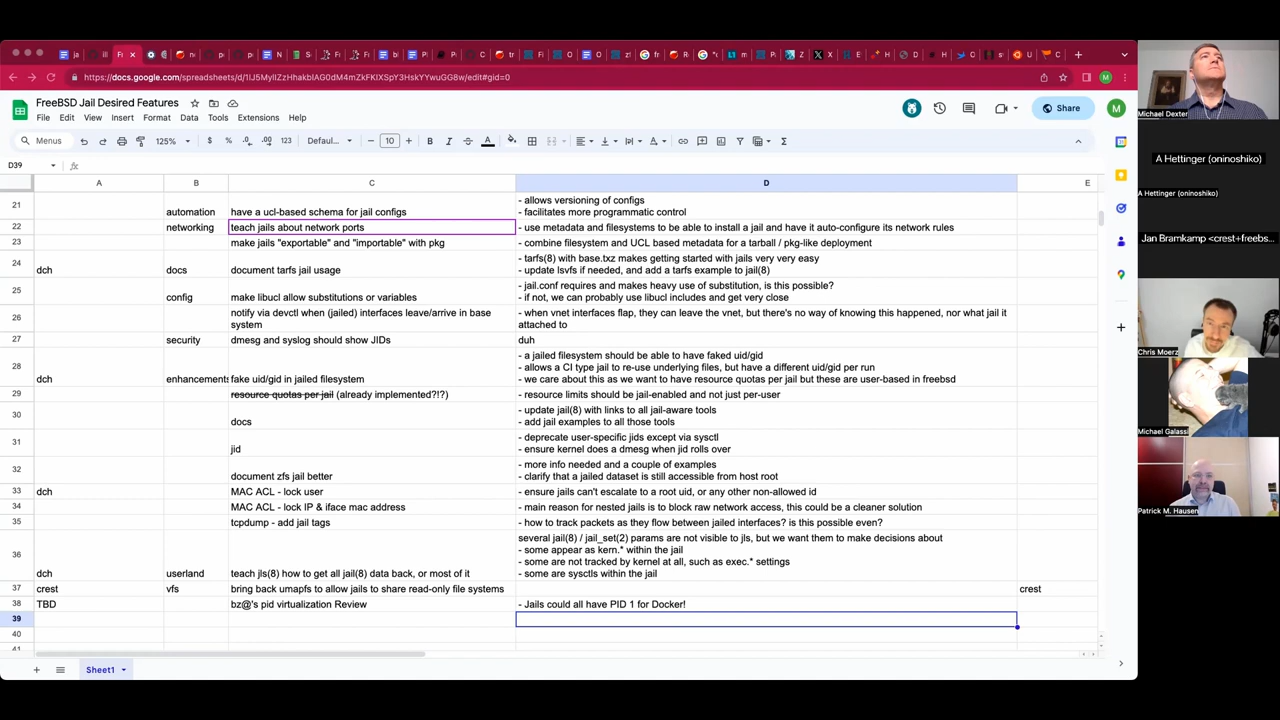 https://docs.google.com/spreadsheets/d/1IJ5MylIZzHhakbIAG0dM4mZkFKIXSpY3HskYYwuGG8w/edit#gid=0
FreeBSD Jail Desired Features
File Edit View Insert Format Data Tools Extensions Help
Share
M
Menus
125%
$ % .0 .00 123
Defaul...
10
B I A
D39
A B C D E
21 automation have a ucl-based schema for jail configs
- allows versioning of configs
- facilitates more programmatic control
22 networking teach jails about network ports - use metadata and filesystems to be able to install a jail and have it auto-configure its network rules
23 make jails "exportable" and "importable" with pkg - combine filesystem and UCL based metadata for a tarball / pkg-like deployment
24 dch docs document tarfs jail usage
- tarfs(8) with base.txz makes getting started with jails very very easy
- update lsvfs if needed, and add a tarfs example to jail(8)
25 config make libucl allow substitutions or variables
- jail.conf requires and makes heavy use of substitution, is this possible?
- if not, we can probably use libucl includes and get very close
26 notify via devctl when (jailed) interfaces leave/arrive in base
system
- when vnet interfaces flap, they can leave the vnet, but there's no way of knowing this happened, nor what jail it
attached to
27 security dmesg and syslog should show JIDs duh
28 dch enhancements fake uid/gid in jailed filesystem
- a jailed filesystem should be able to have faked uid/gid
- allows a CI type jail to re-use underlying files, but have a different uid/gid per run
- we care about this as we want to have resource quotas per jail but these are user-based in freebsd
29 resource quotas per jail (already implemented?!?) - resource limits should be jail-enabled and not just per-user
30 docs
- update jail(8) with links to all jail-aware tools
- add jail examples to all those tools
31 jid
- deprecate user-specific jids except via sysctl
- ensure kernel does a dmesg when jid rolls over
32 document zfs jail better
- more info needed and a couple of examples
- clarify that a jailed dataset is still accessible from host root
33 dch MAC ACL - lock user - ensure jails can't escalate to a root uid, or any other non-allowed id
34 MAC ACL - lock IP & iface mac address - main reason for nested jails is to block raw network access, this could be a cleaner solution
35 tcpdump - add jail tags - how to track packets as they flow between jailed interfaces? is this possible even?
36 dch userland teach jls(8) how to get all jail(8) data back, or most of it
several jail(8) / jail_set(2) params are not visible to jls, but we want them to make decisions about
- some appear as kern.* within the jail
- some are not tracked by kernel at all, such as exec.* settings
- some are sysctls within the jail
37 crest vfs bring back umapfs to allow jails to share read-only file systems crest
38 TBD bz@'s pid virtualization Review - Jails could all have PID 1 for Docker!
39
40
41
Sheet1
Michael Dexter
A Hettinger (oninoshiko)
A Hettinger (oninoshiko)
Jan Bramkamp <crest+freebs...
Chris Moerz
Michael Galassi
Patrick M. Hausen